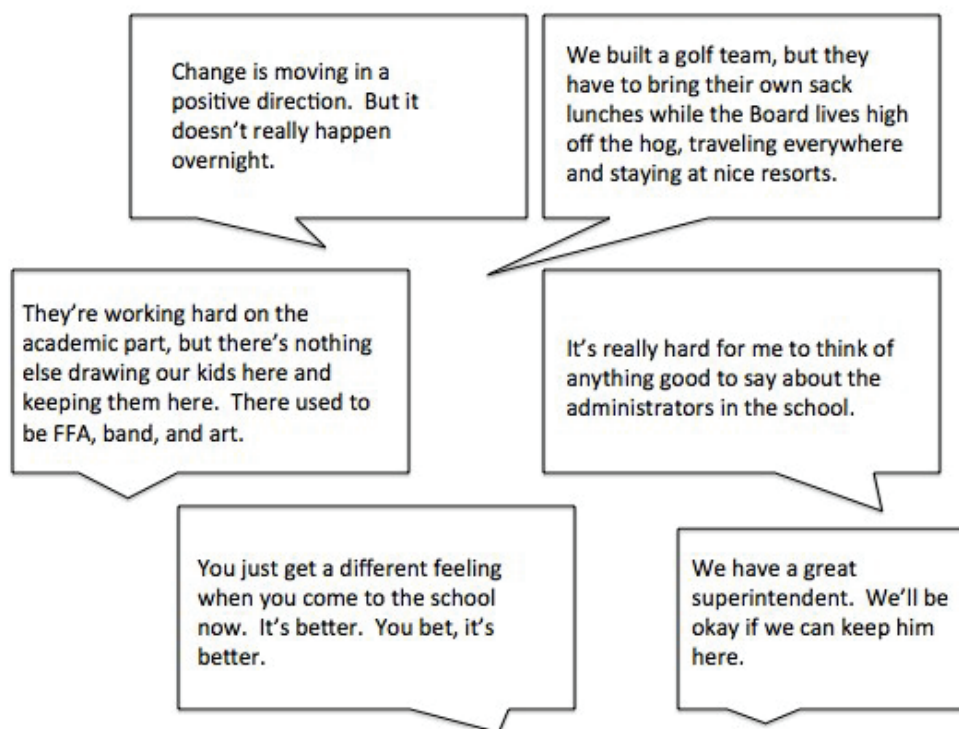 Change is moving in a
positive direction.  But it
doesn't really happen
overnight.
We built a golf team, but they
have to bring their own sack
lunches while the Board lives high
off the hog, traveling everywhere
and staying at nice resorts.
They're working hard on the
academic part, but there's nothing
else drawing our kids here and
keeping them here.  There used to
be FFA, band, and art.
It's really hard for me to think of
anything good to say about the
administrators in the school.
You just get a different feeling
when you come to the school
now.  It's better.  You bet, it's
better.
We have a great
superintendent.  We'll be
okay if we can keep him
here.